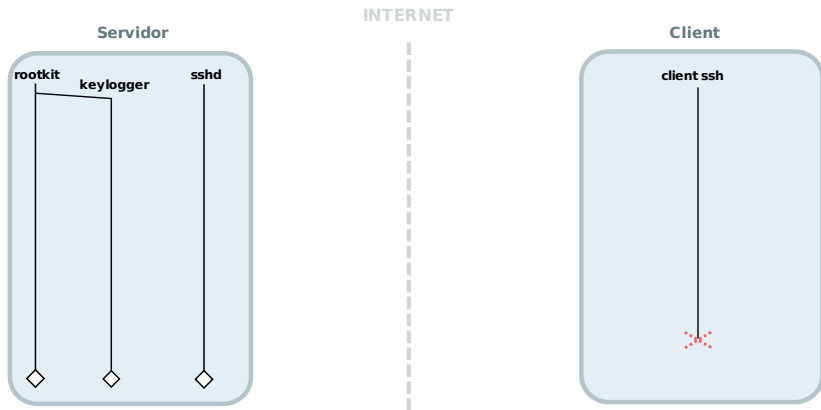 INTERNET
Servidor
Client
rootkit
keylogger
sshd
client ssh